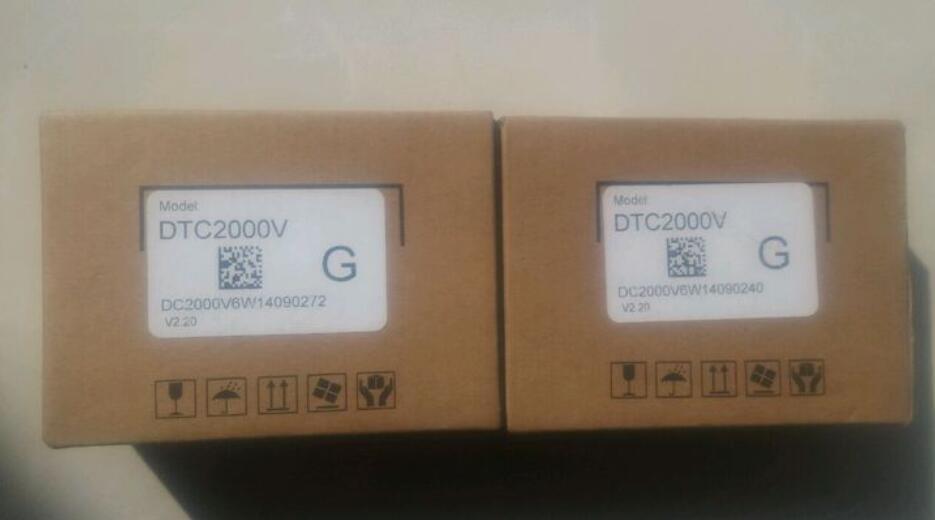 Model
DTC2000V
G
DC2000V6W14090272
V2.20
Model
DTC2000V
G
DC2000V6W14090240
V2.20